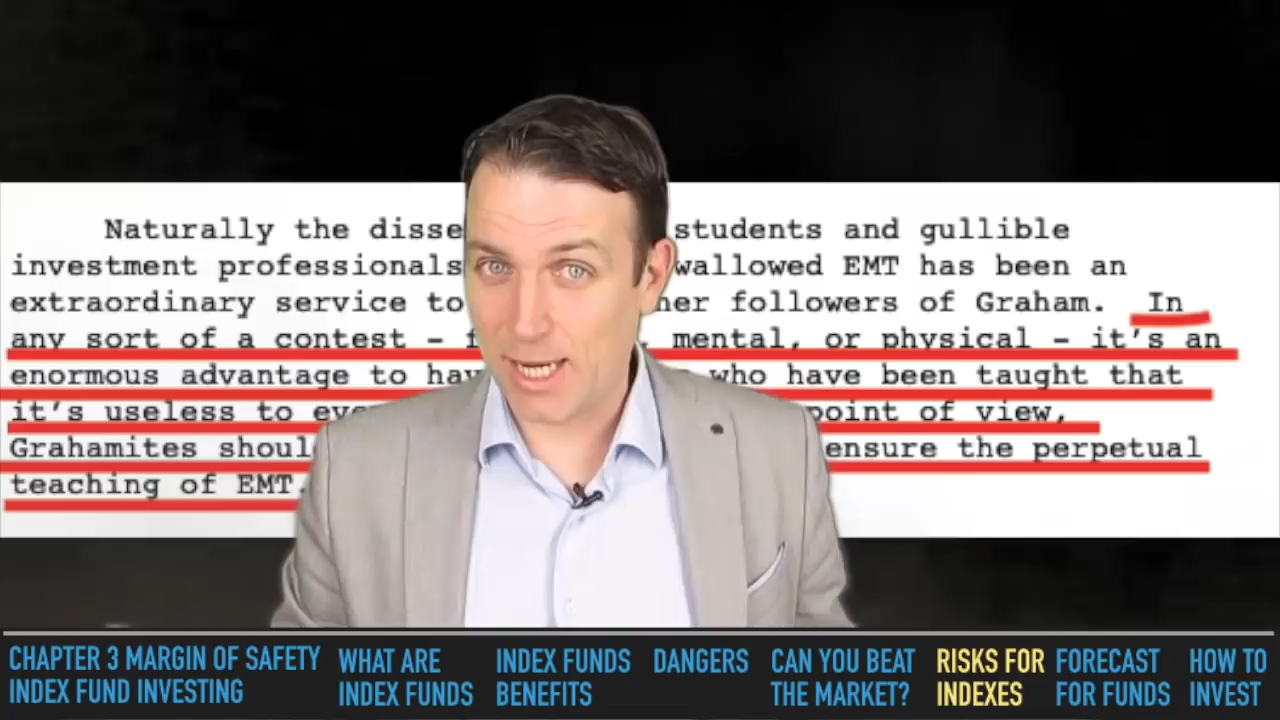 Naturally the disse students and gullible
investment professionals wallowed EMT has been an
extraordinary service to her followers of Graham. In
any sort of a contest – f , mental, or physical – it’s an
enormous advantage to hav who have been taught that
it’s useless to eve point of view,
Grahamites shoul ensure the perpetual
teaching of EMT.
CHAPTER 3 MARGIN OF SAFETY
INDEX FUND INVESTING
WHAT ARE
INDEX FUNDS
INDEX FUNDS
BENEFITS
DANGERS
CAN YOU BEAT
THE MARKET?
RISKS FOR
INDEXES
FORECAST
FOR FUNDS
HOW TO
INVEST